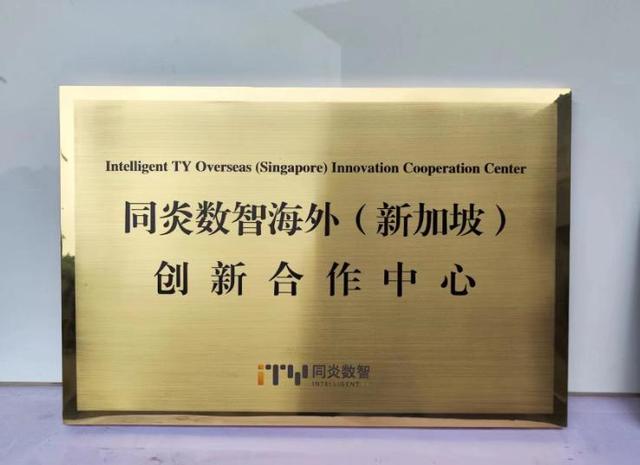 Intelligent TY Overseas (Singapore) Innovation Cooperation Center
同炎数智海外（新加坡）
创新合作中心
iTY 同炎数智
INTELLIGENT